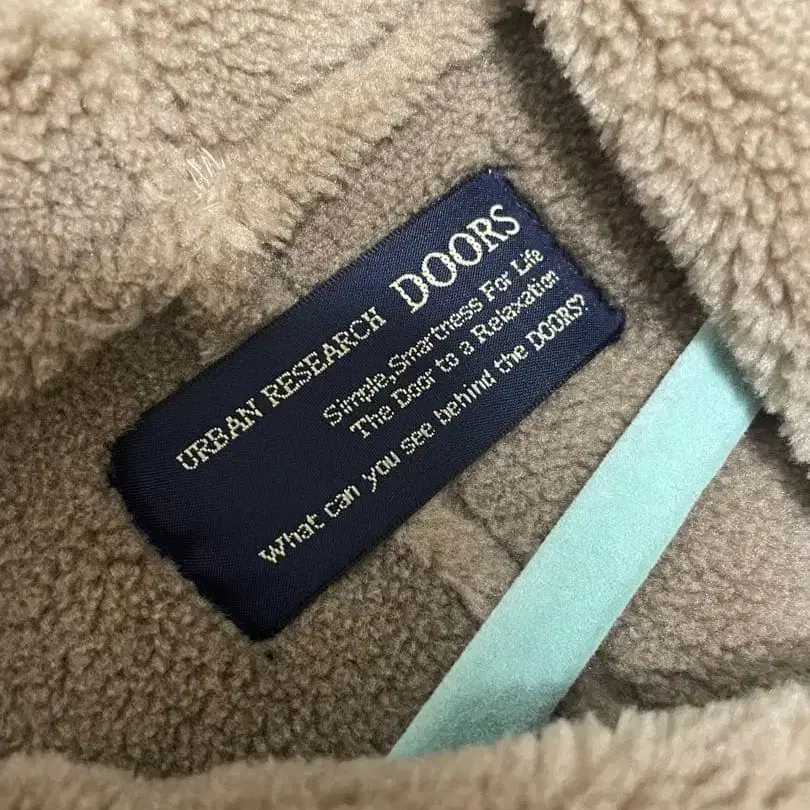 URBAN RESEARCH DOORS
Simple,Smartness For Life
The Door to a Relaxation
What can you see behind the DOORS?